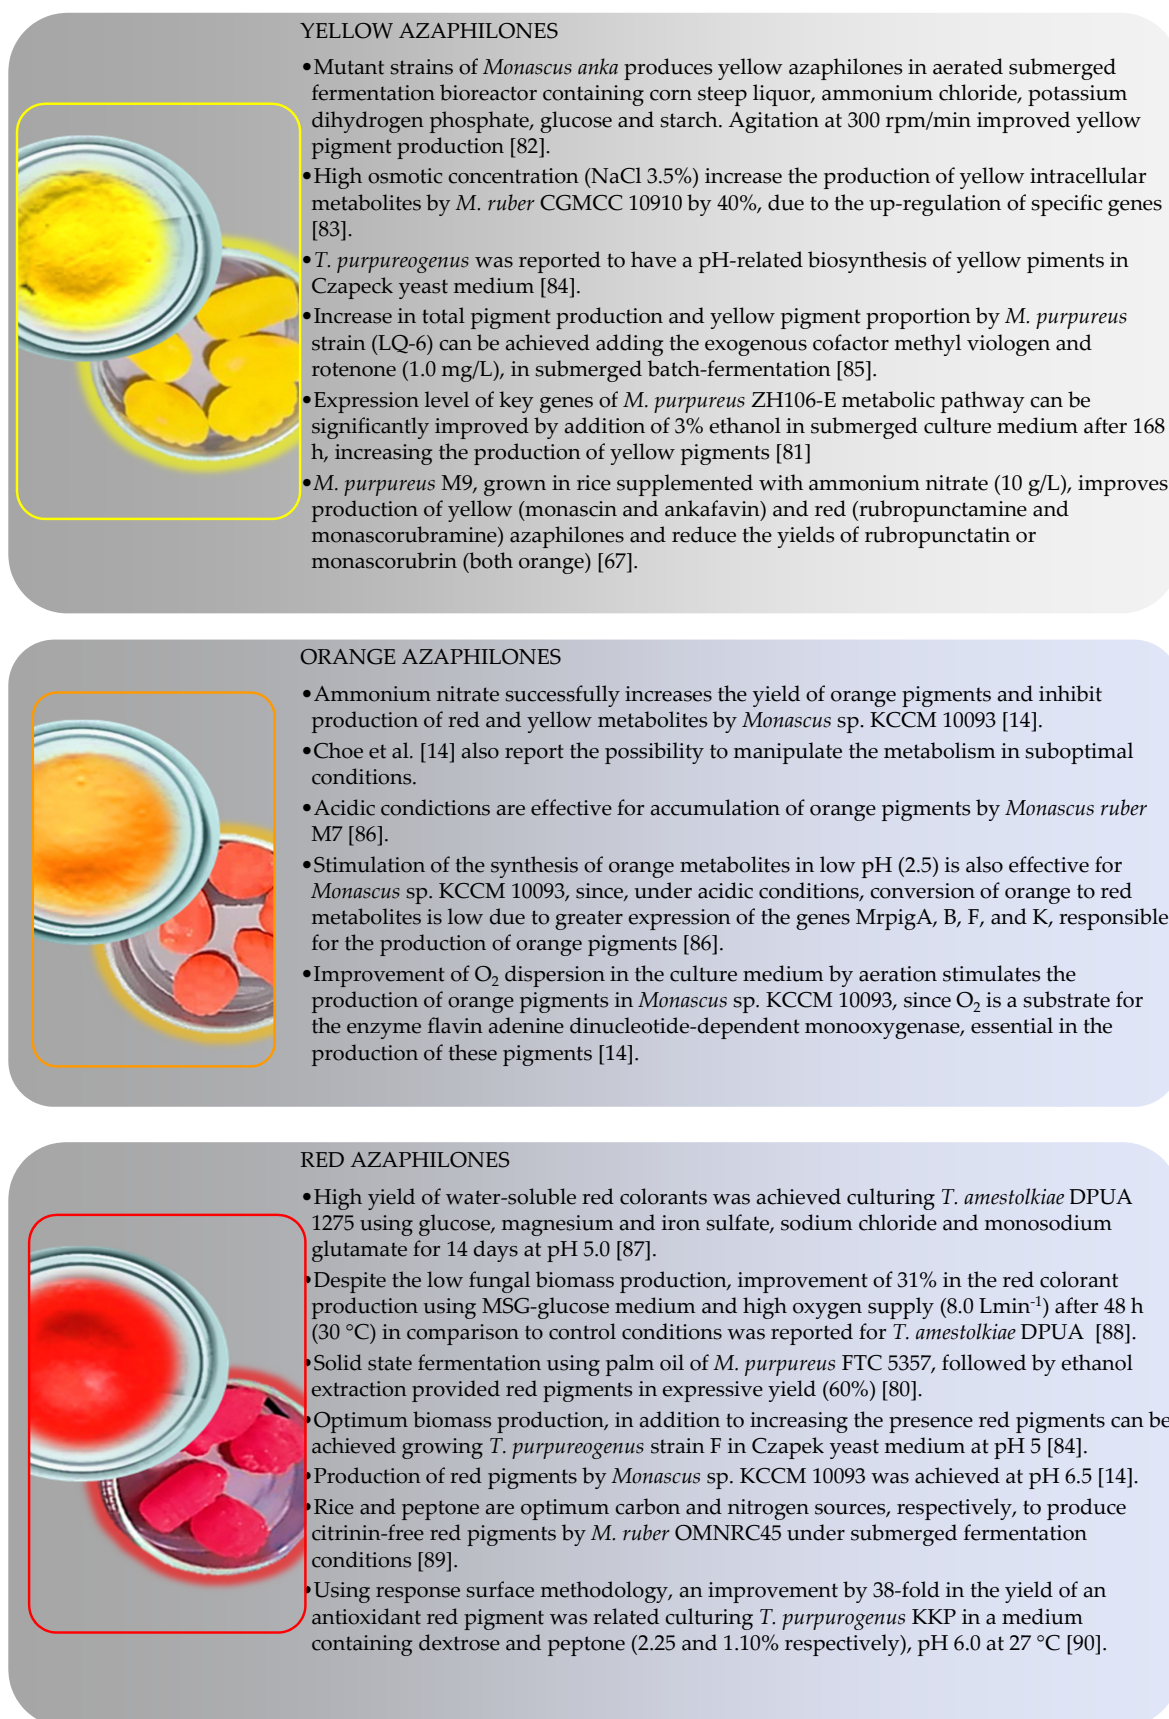 YELLOW AZAPHILONES
•Mutant strains of Monascus anka produces yellow azaphilones in aerated submerged
fermentation bioreactor containing corn steep liquor, ammonium chloride, potassium
dihydrogen phosphate, glucose and starch. Agitation at 300 rpm/min improved yellow
pigment production [82].
•High osmotic concentration (NaCl 3.5%) increase the production of yellow intracellular
metabolites by M. ruber CGMCC 10910 by 40%, due to the up-regulation of specific genes
[83].
•T. purpureogenus was reported to have a pH-related biosynthesis of yellow piments in
Czapeck yeast medium [84].
•Increase in total pigment production and yellow pigment proportion by M. purpureus
strain (LQ-6) can be achieved adding the exogenous cofactor methyl viologen and
rotenone (1.0 mg/L), in submerged batch-fermentation [85].
•Expression level of key genes of M. purpureus ZH106-E metabolic pathway can be
significantly improved by addition of 3% ethanol in submerged culture medium after 168
h, increasing the production of yellow pigments [81]
•M. purpureus M9, grown in rice supplemented with ammonium nitrate (10 g/L), improves
production of yellow (monascin and ankafavin) and red (rubropunctamine and
monascorubramine) azaphilones and reduce the yields of rubropunctatin or
monascorubrin (both orange) [67].
ORANGE AZAPHILONES
•Ammonium nitrate successfully increases the yield of orange pigments and inhibit
production of red and yellow metabolites by Monascus sp. KCCM 10093 [14].
•Choe et al. [14] also report the possibility to manipulate the metabolism in suboptimal
conditions.
•Acidic condictions are effective for accumulation of orange pigments by Monascus ruber
M7 [86].
•Stimulation of the synthesis of orange metabolites in low pH (2.5) is also effective for
Monascus sp. KCCM 10093, since, under acidic conditions, conversion of orange to red
metabolites is low due to greater expression of the genes MrpigA, B, F, and K, responsible
for the production of orange pigments [86].
•Improvement of O₂ dispersion in the culture medium by aeration stimulates the
production of orange pigments in Monascus sp. KCCM 10093, since O₂ is a substrate for
the enzyme flavin adenine dinucleotide-dependent monooxygenase, essential in the
production of these pigments [14].
RED AZAPHILONES
•High yield of water-soluble red colorants was achieved culturing T. amestolkiae DPUA
1275 using glucose, magnesium and iron sulfate, sodium chloride and monosodium
glutamate for 14 days at pH 5.0 [87].
•Despite the low fungal biomass production, improvement of 31% in the red colorant
production using MSG-glucose medium and high oxygen supply (8.0 Lmin⁻¹) after 48 h
(30 °C) in comparison to control conditions was reported for T. amestolkiae DPUA [88].
•Solid state fermentation using palm oil of M. purpureus FTC 5357, followed by ethanol
extraction provided red pigments in expressive yield (60%) [80].
•Optimum biomass production, in addition to increasing the presence red pigments can be
achieved growing T. purpureogenus strain F in Czapek yeast medium at pH 5 [84].
•Production of red pigments by Monascus sp. KCCM 10093 was achieved at pH 6.5 [14].
•Rice and peptone are optimum carbon and nitrogen sources, respectively, to produce
citrinin-free red pigments by M. ruber OMNRC45 under submerged fermentation
conditions [89].
•Using response surface methodology, an improvement by 38-fold in the yield of an
antioxidant red pigment was related culturing T. purpurogenus KKP in a medium
containing dextrose and peptone (2.25 and 1.10% respectively), pH 6.0 at 27 °C [90].